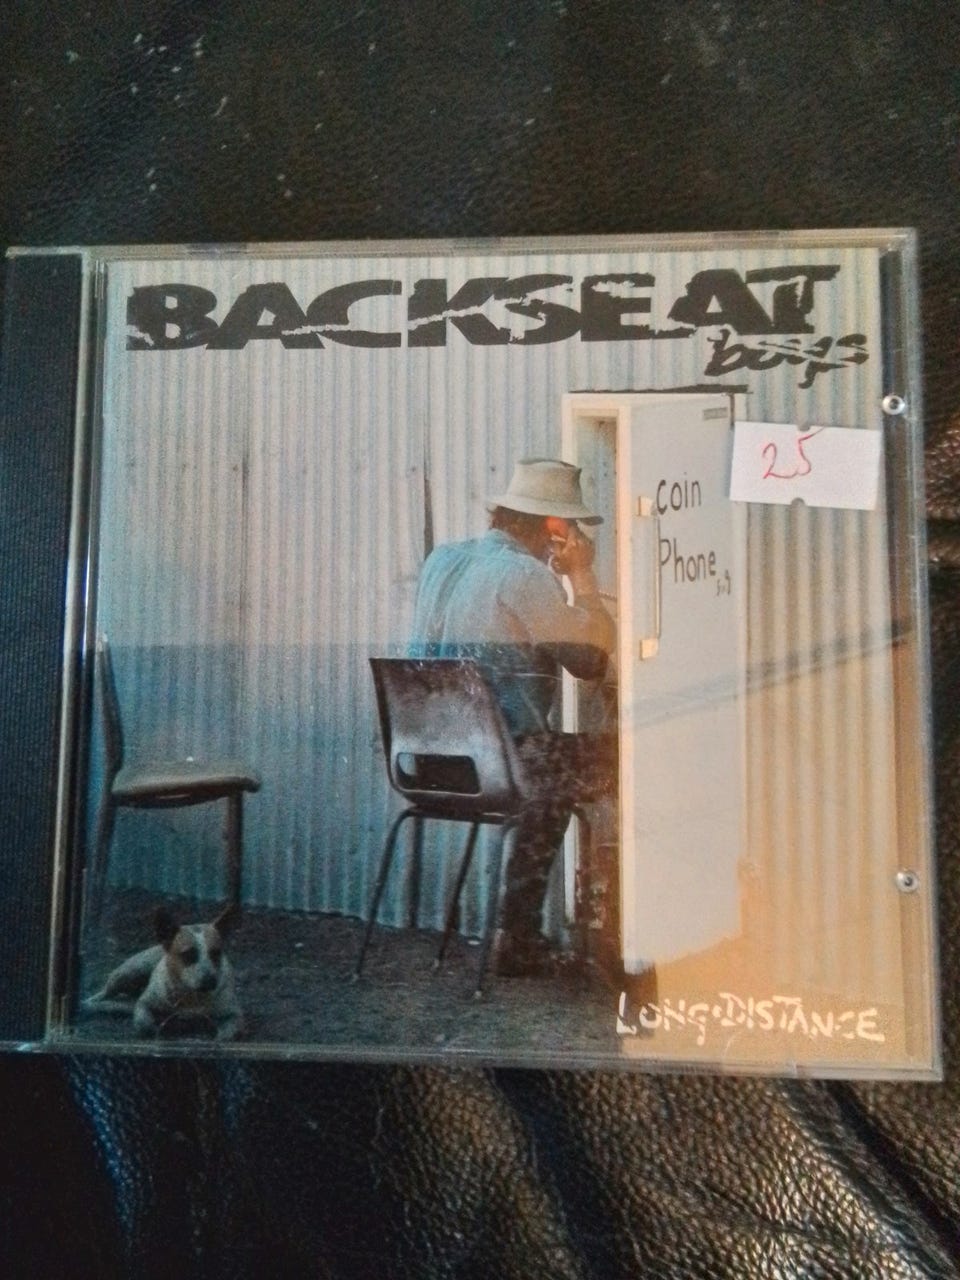 BACKSEAT
boys
25
coin
Phone
LONG·DISTANCE